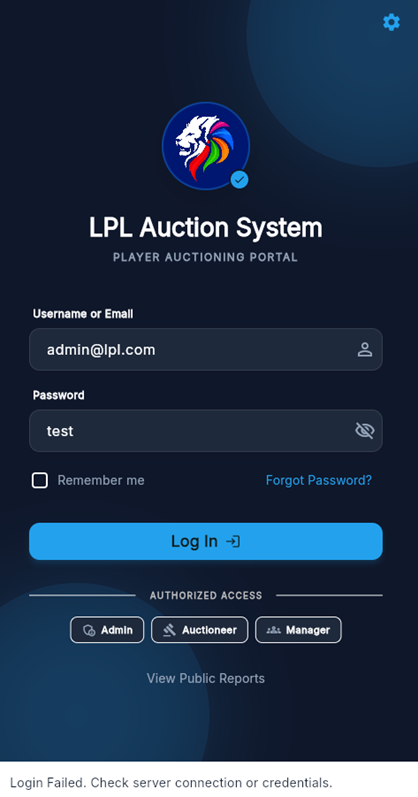 LPL Auction System
PLAYER AUCTIONING PORTAL
Username or Email
admin@lpl.com
Password
test
Remember me
Forgot Password?
Log In
AUTHORIZED ACCESS
Admin
Auctioneer
Manager
View Public Reports
Login Failed. Check server connection or credentials.